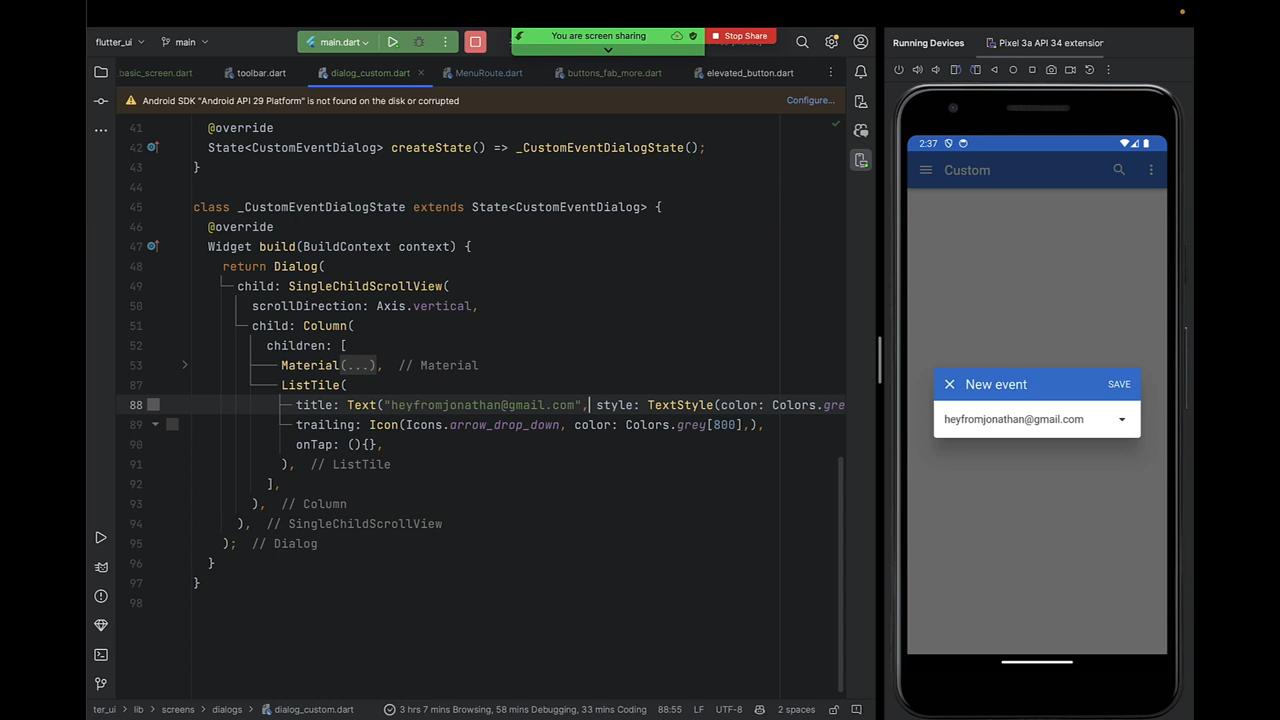 flutter_ui
main
main.dart
You are screen sharing
Stop Share
Running Devices
Pixel 3a API 34 extension
basic_screen.dart
toolbar.dart
dialog_custom.dart
MenuRoute.dart
buttons_fab_more.dart
elevated_button.dart
Android SDK "Android API 29 Platform" is not found on the disk or corrupted
Configure...
41 @override
42 State<CustomEventDialog> createState() => _CustomEventDialogState();
43 }
44
45 class _CustomEventDialogState extends State<CustomEventDialog> {
46 @override
47 Widget build(BuildContext context) {
48 return Dialog(
49 child: SingleChildScrollView(
50 scrollDirection: Axis.vertical,
51 child: Column(
52 children: [
53 Material(...), // Material
87 ListTile(
88 title: Text("heyfromjonathan@gmail.com", style: TextStyle(color: Colors.gre
89 trailing: Icon(Icons.arrow_drop_down, color: Colors.grey[800],),
90 onTap: (){},
91 ), // ListTile
92 ],
93 ), // Column
94 ), // SingleChildScrollView
95 ); // Dialog
96 }
97 }
98
2:37
Custom
New event
SAVE
heyfromjonathan@gmail.com
ter_ui
lib
screens
dialogs
dialog_custom.dart
3 hrs 7 mins Browsing, 58 mins Debugging, 33 mins Coding
88:55
LF
UTF-8
2 spaces